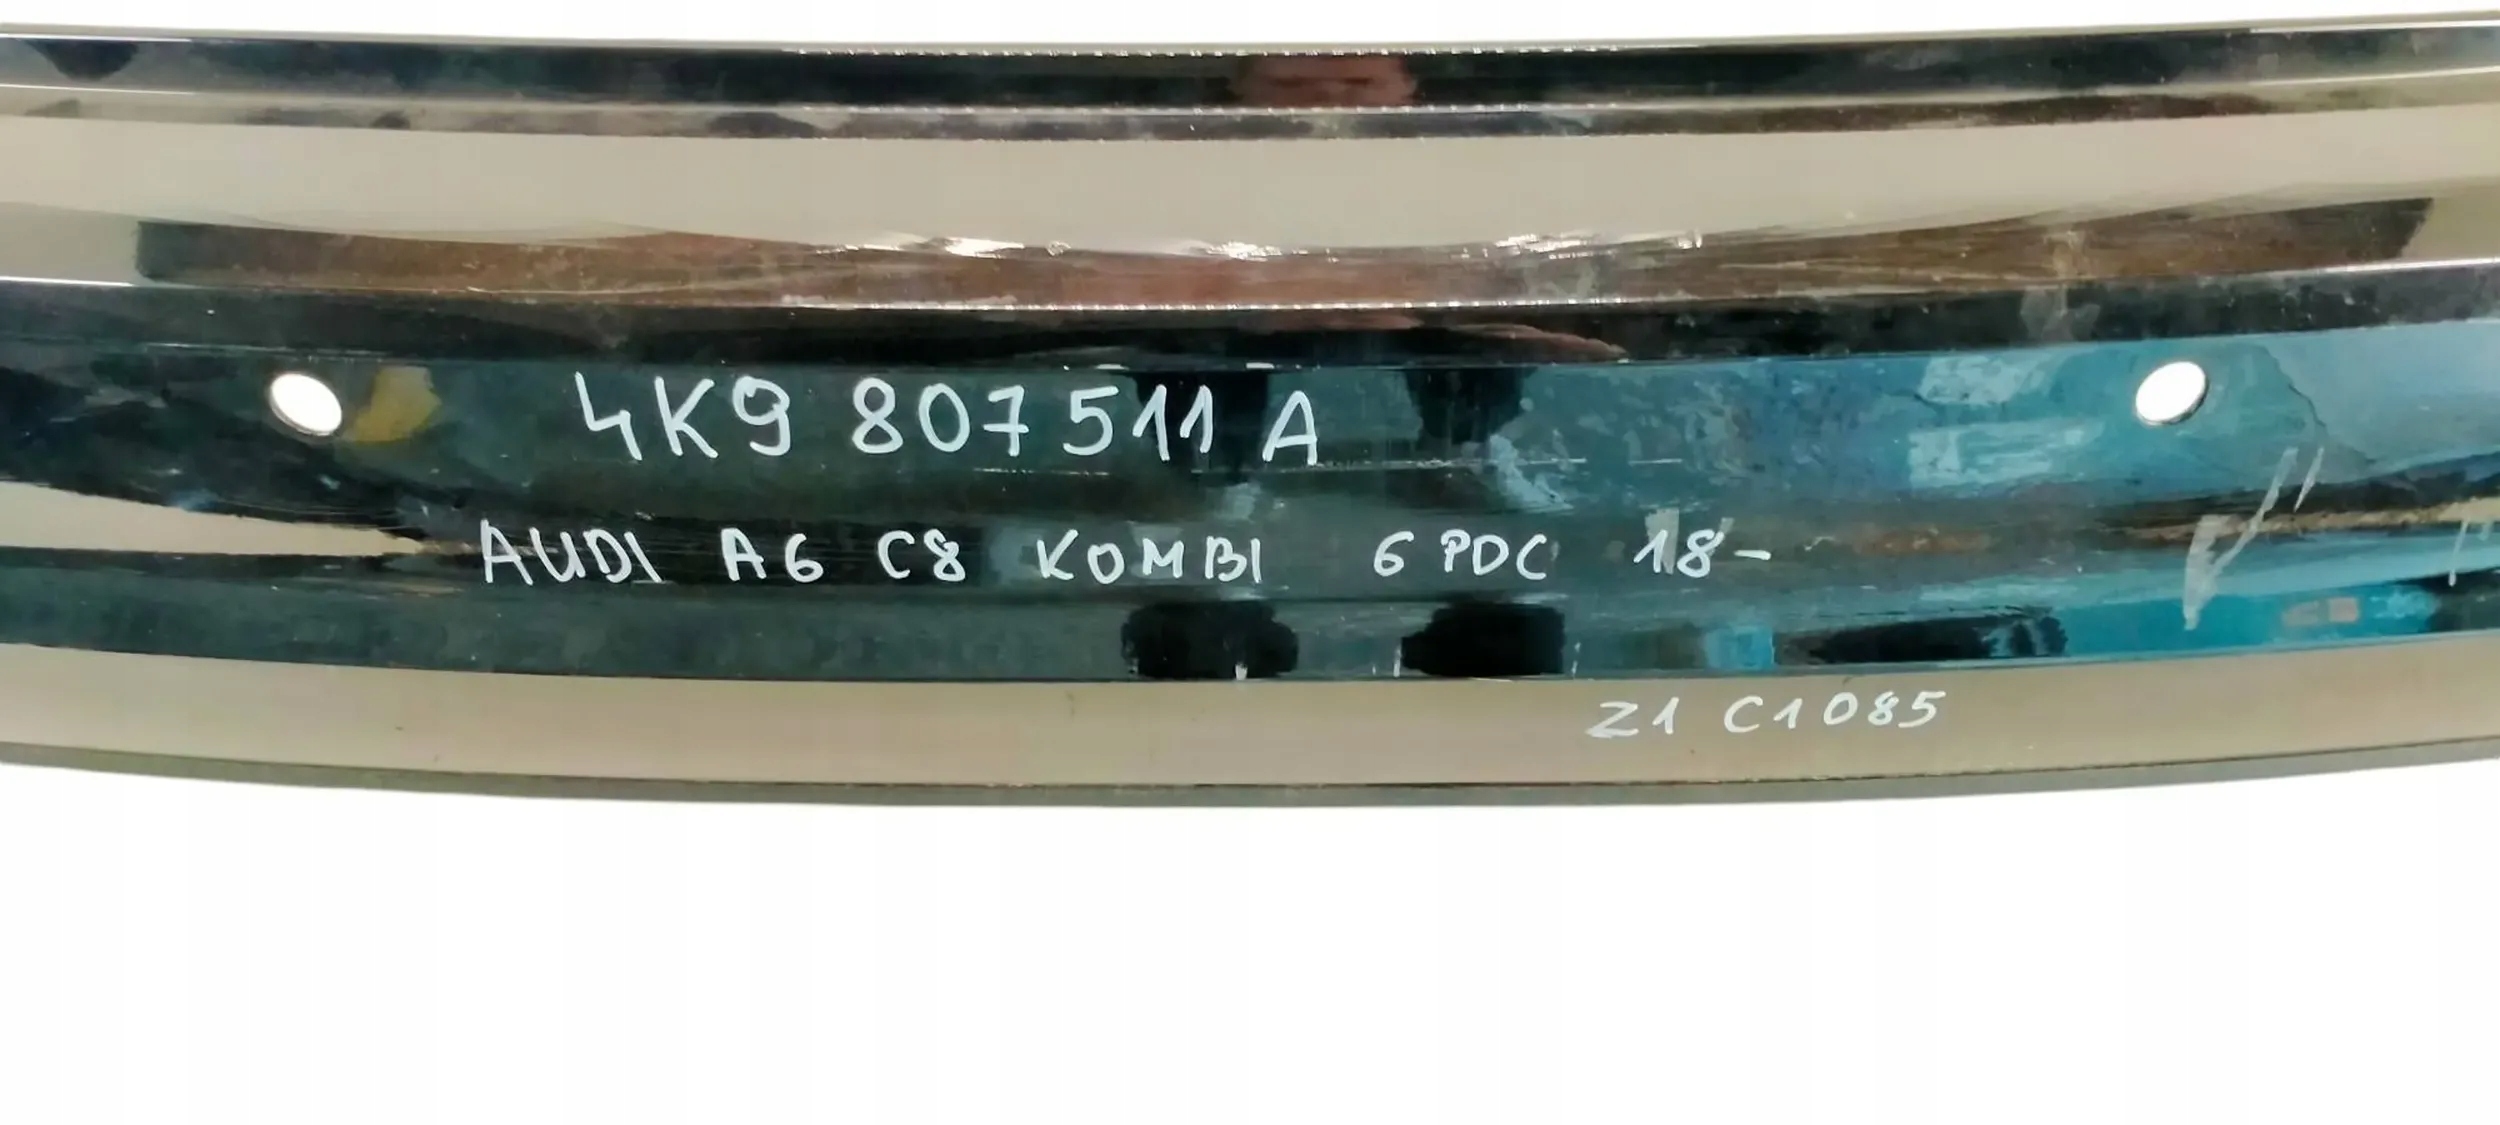 4K9 807 511 A
AUDI A6 C8 KOMBI 6 PDC 18-
Z1 C1085